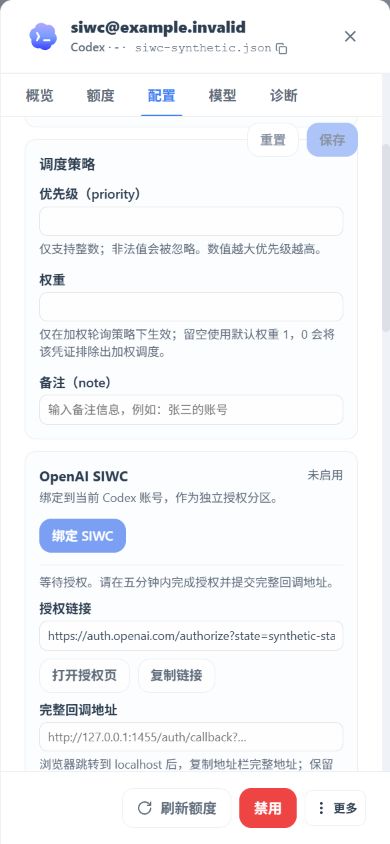 siwc@example.invalid
Codex · - · siwc-synthetic.json
概览 额度 配置 模型 诊断
重置 保存
调度策略
优先级（priority）
仅支持整数；非法值会被忽略。数值越大优先级越高。
权重
仅在加权轮询策略下生效；留空使用默认权重 1，0 会将
该凭证排除出加权调度。
备注（note）
输入备注信息，例如：张三的账号
OpenAI SIWC 未启用
绑定到当前 Codex 账号，作为独立授权分区。
绑定 SIWC
等待授权。请在五分钟内完成授权并提交完整回调地址。
授权链接
https://auth.openai.com/authorize?state=synthetic-sta
打开授权页 复制链接
完整回调地址
http://127.0.0.1:1455/auth/callback?...
浏览器跳转到 localhost 后，复制地址栏完整地址；保留
刷新额度 禁用 更多